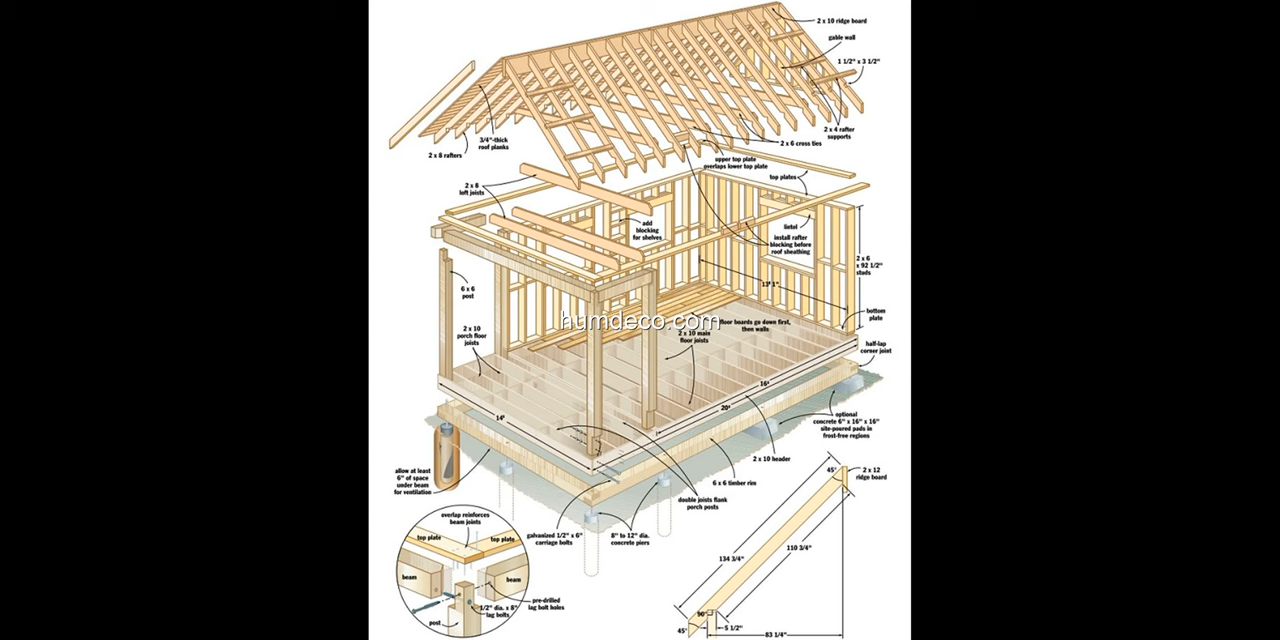 2 x 10 ridge board
gable wall
1 1/2" x 3 1/2"
3/4"-thick
roof planks
2 x 8 rafters
2 x 4 rafter
supports
2 x 6 cross ties
upper top plate
overlaps lower top plate
top plates
2 x 8
loft joists
add
blocking
for shelves
lintel
install rafter
blocking before
roof sheathing
2 x 6
x 92 1/2"
studs
6 x 6
post
13' 1"
bottom
plate
humdeco.com
floor boards go down first,
then walls
2 x 10
porch floor
joists
2 x 10 main
floor joists
half-lap
corner joint
16'
20'
14'
optional
concrete 6" x 16" x 16"
site-poured pads in
frost-free regions
2 x 10 header
allow at least
6" of space
under beam
for ventilation
6 x 6 timber rim
double joists flank
porch posts
45°
2 x 12
ridge board
overlap reinforces
beam joints
top plate
top plate
galvanized 1/2" x 6"
carriage bolts
8" to 12" dia.
concrete piers
134 3/4"
110 3/4"
beam
beam
pre-drilled
lag bolt holes
1/2" dia. x 8"
lag bolts
post
90°
45°
5 1/2"
83 1/4"